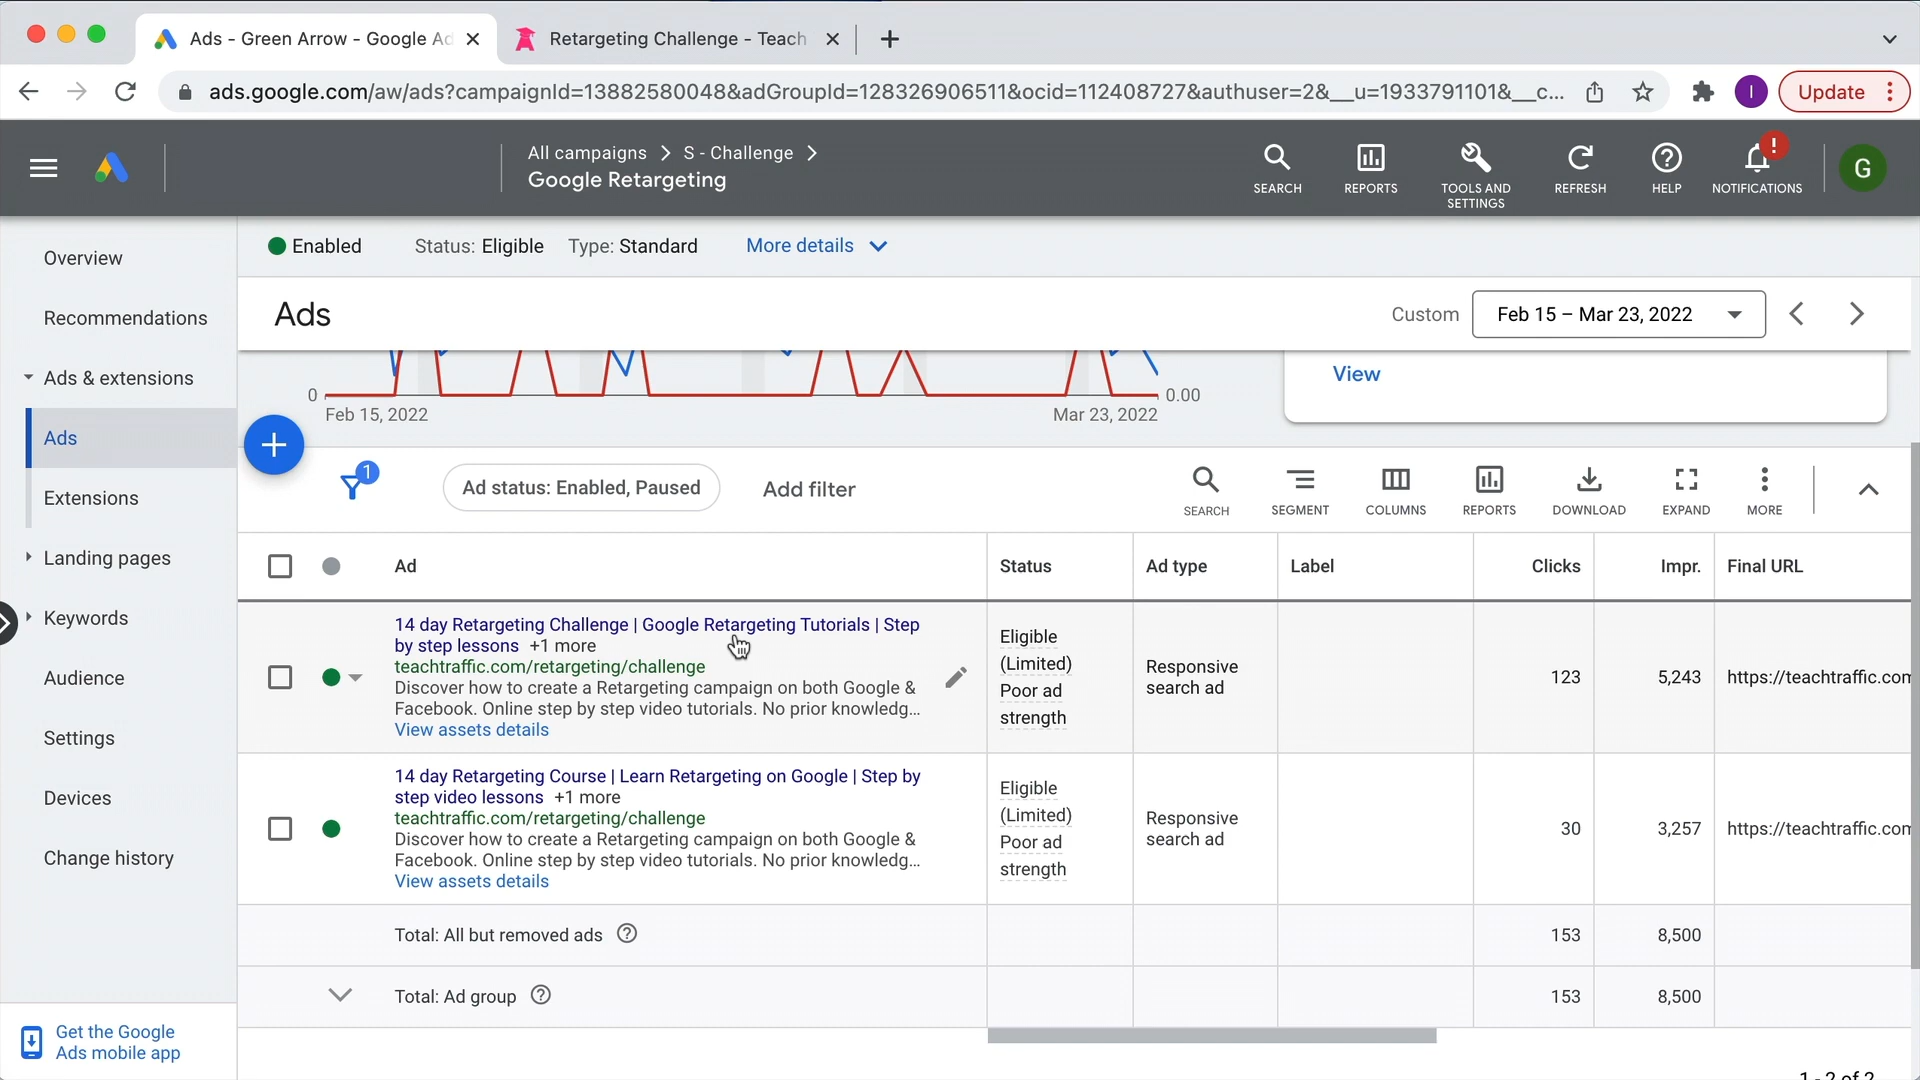 Ads - Green Arrow - Google Ad
Retargeting Challenge - Teach
ads.google.com/aw/ads?campaignId=13882580048&adGroupId=128326906511&ocid=112408727&authuser=2&__u=1933791101&__c...
I
Update
All campaigns > S - Challenge >
Google Retargeting
SEARCH
REPORTS
TOOLS AND
SETTINGS
REFRESH
HELP
!
NOTIFICATIONS
G
Overview
Recommendations
Ads & extensions
Ads
Extensions
Landing pages
Keywords
Audience
Settings
Devices
Change history
Get the Google
Ads mobile app
Enabled Status: Eligible Type: Standard More details
Ads
Custom Feb 15 – Mar 23, 2022
0
0.00
Feb 15, 2022
Mar 23, 2022
View
1
Ad status: Enabled, Paused
Add filter
SEARCH
SEGMENT
COLUMNS
REPORTS
DOWNLOAD
EXPAND
MORE
Ad Status Ad type Label Clicks Impr. Final URL
14 day Retargeting Challenge | Google Retargeting Tutorials | Step
by step lessons +1 more
teachtraffic.com/retargeting/challenge
Discover how to create a Retargeting campaign on both Google &
Facebook. Online step by step video tutorials. No prior knowledg...
View assets details
Eligible
(Limited)
Poor ad
strength
Responsive
search ad
123
5,243
https://teachtraffic.com
14 day Retargeting Course | Learn Retargeting on Google | Step by
step video lessons +1 more
teachtraffic.com/retargeting/challenge
Discover how to create a Retargeting campaign on both Google &
Facebook. Online step by step video tutorials. No prior knowledg...
View assets details
Eligible
(Limited)
Poor ad
strength
Responsive
search ad
30
3,257
https://teachtraffic.com
Total: All but removed ads 153 8,500
Total: Ad group 153 8,500
1 - 2 of 2